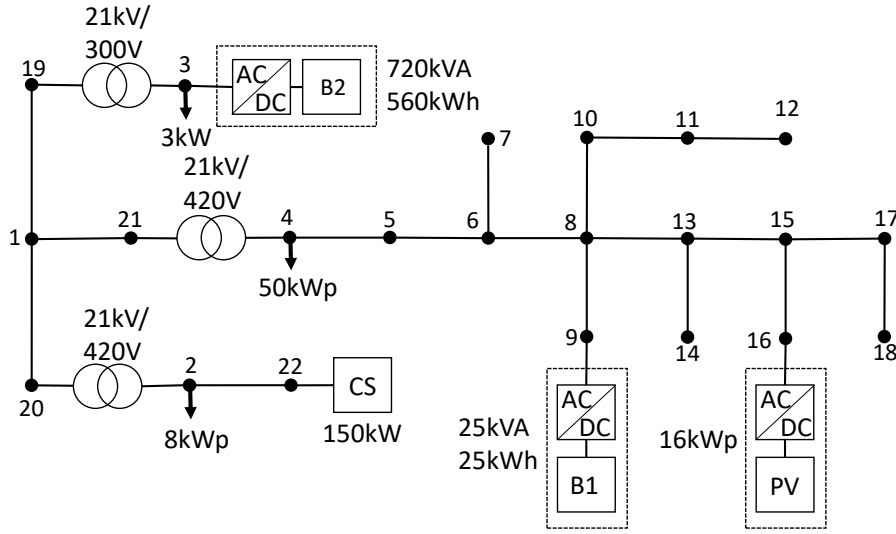 21kV/
300V
19
3
AC
DC
B2
720kVA
560kWh
3kW
7
10
11
12
21kV/
420V
1
21
4
5
6
8
13
15
17
50kWp
21kV/
420V
9
14
16
18
20
2
22
CS
8kWp
150kW
AC
DC
25kVA
25kWh
B1
AC
DC
16kWp
PV